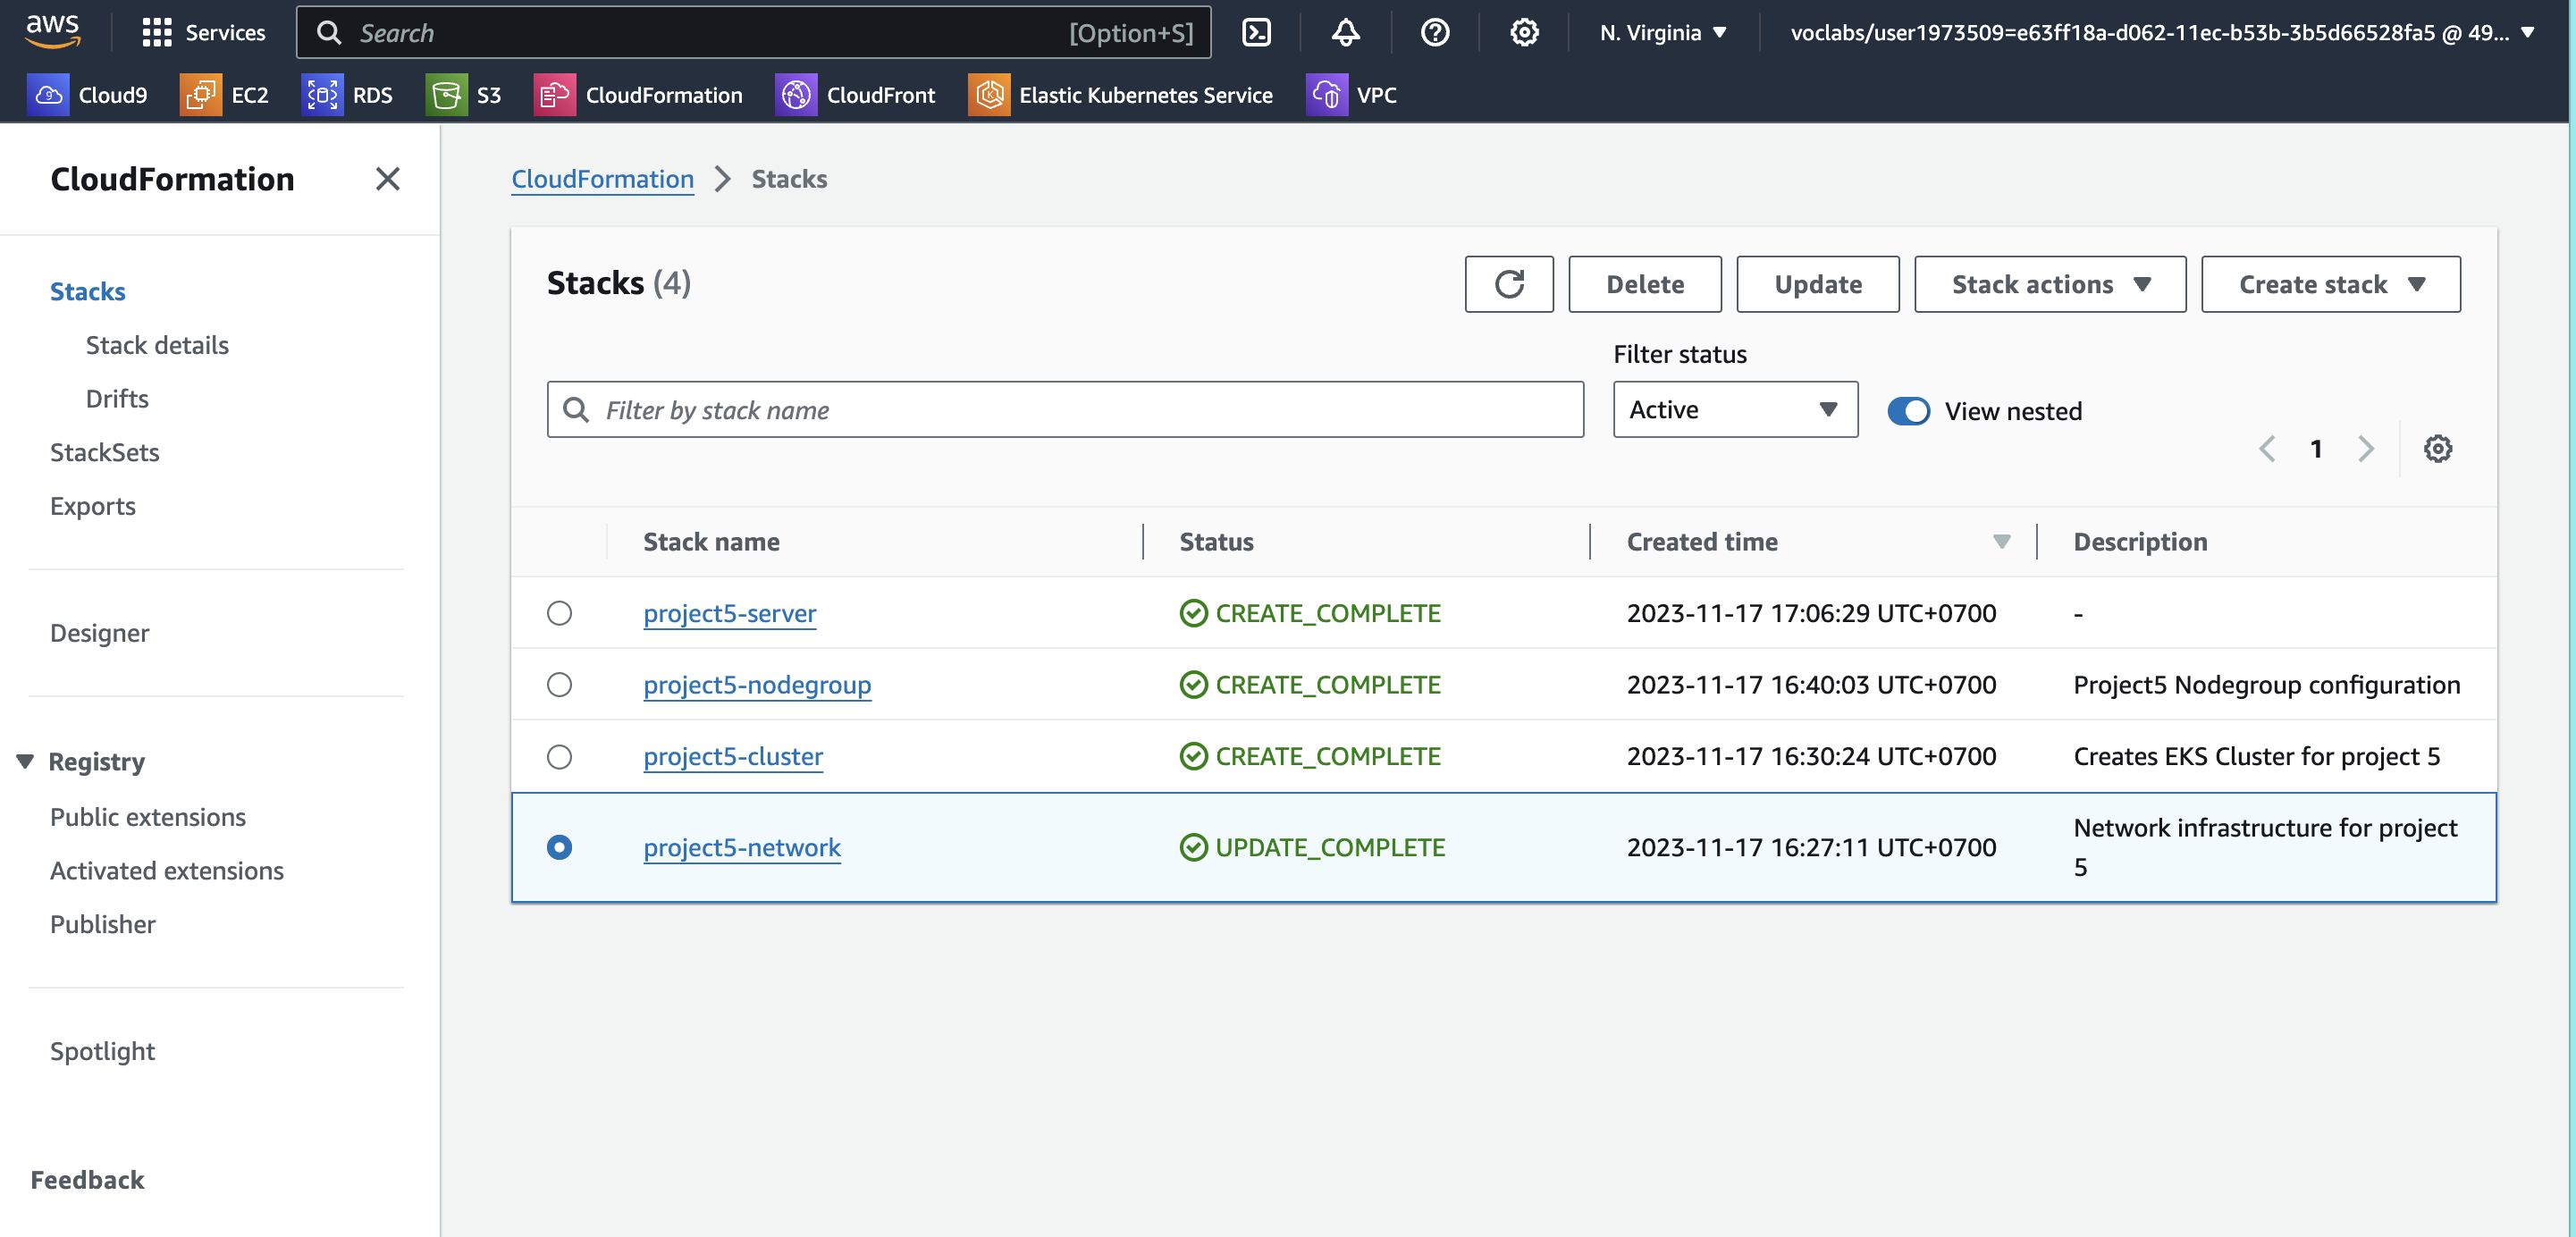 aws
Services
Search [Option+S]
N. Virginia
voclabs/user1973509=e63ff18a-d062-11ec-b53b-3b5d66528fa5 @ 49...
Cloud9 EC2 RDS S3 CloudFormation CloudFront Elastic Kubernetes Service VPC
CloudFormation
Stacks
Stack details
Drifts
StackSets
Exports
Designer
Registry
Public extensions
Activated extensions
Publisher
Spotlight
Feedback
CloudFormation > Stacks
Stacks (4)
Delete
Update
Stack actions
Create stack
Filter status
Filter by stack name
Active
View nested
1
Stack name Status Created time Description
project5-server CREATE_COMPLETE 2023-11-17 17:06:29 UTC+0700 -
project5-nodegroup CREATE_COMPLETE 2023-11-17 16:40:03 UTC+0700 Project5 Nodegroup configuration
project5-cluster CREATE_COMPLETE 2023-11-17 16:30:24 UTC+0700 Creates EKS Cluster for project 5
project5-network UPDATE_COMPLETE 2023-11-17 16:27:11 UTC+0700 Network infrastructure for project
5